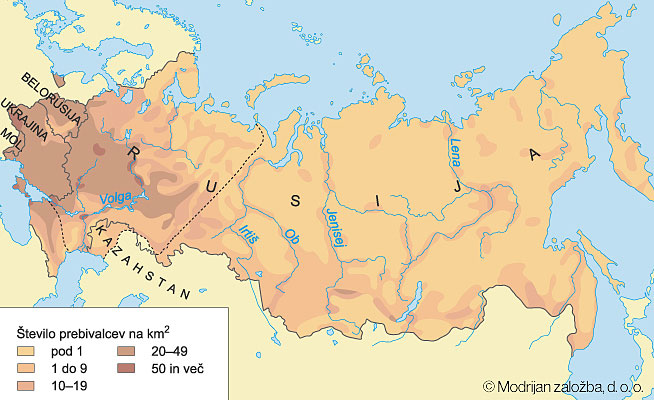 BELORUSIJA
UKRAJINA
MOL.
RUSIJA
Volga
KAZAHSTAN
Irtiš
Ob
Jenisej
Lena
Število prebivalcev na km²
pod 1
1 do 9
10–19
20–49
50 in več
© Modrijan založba, d. o. o.